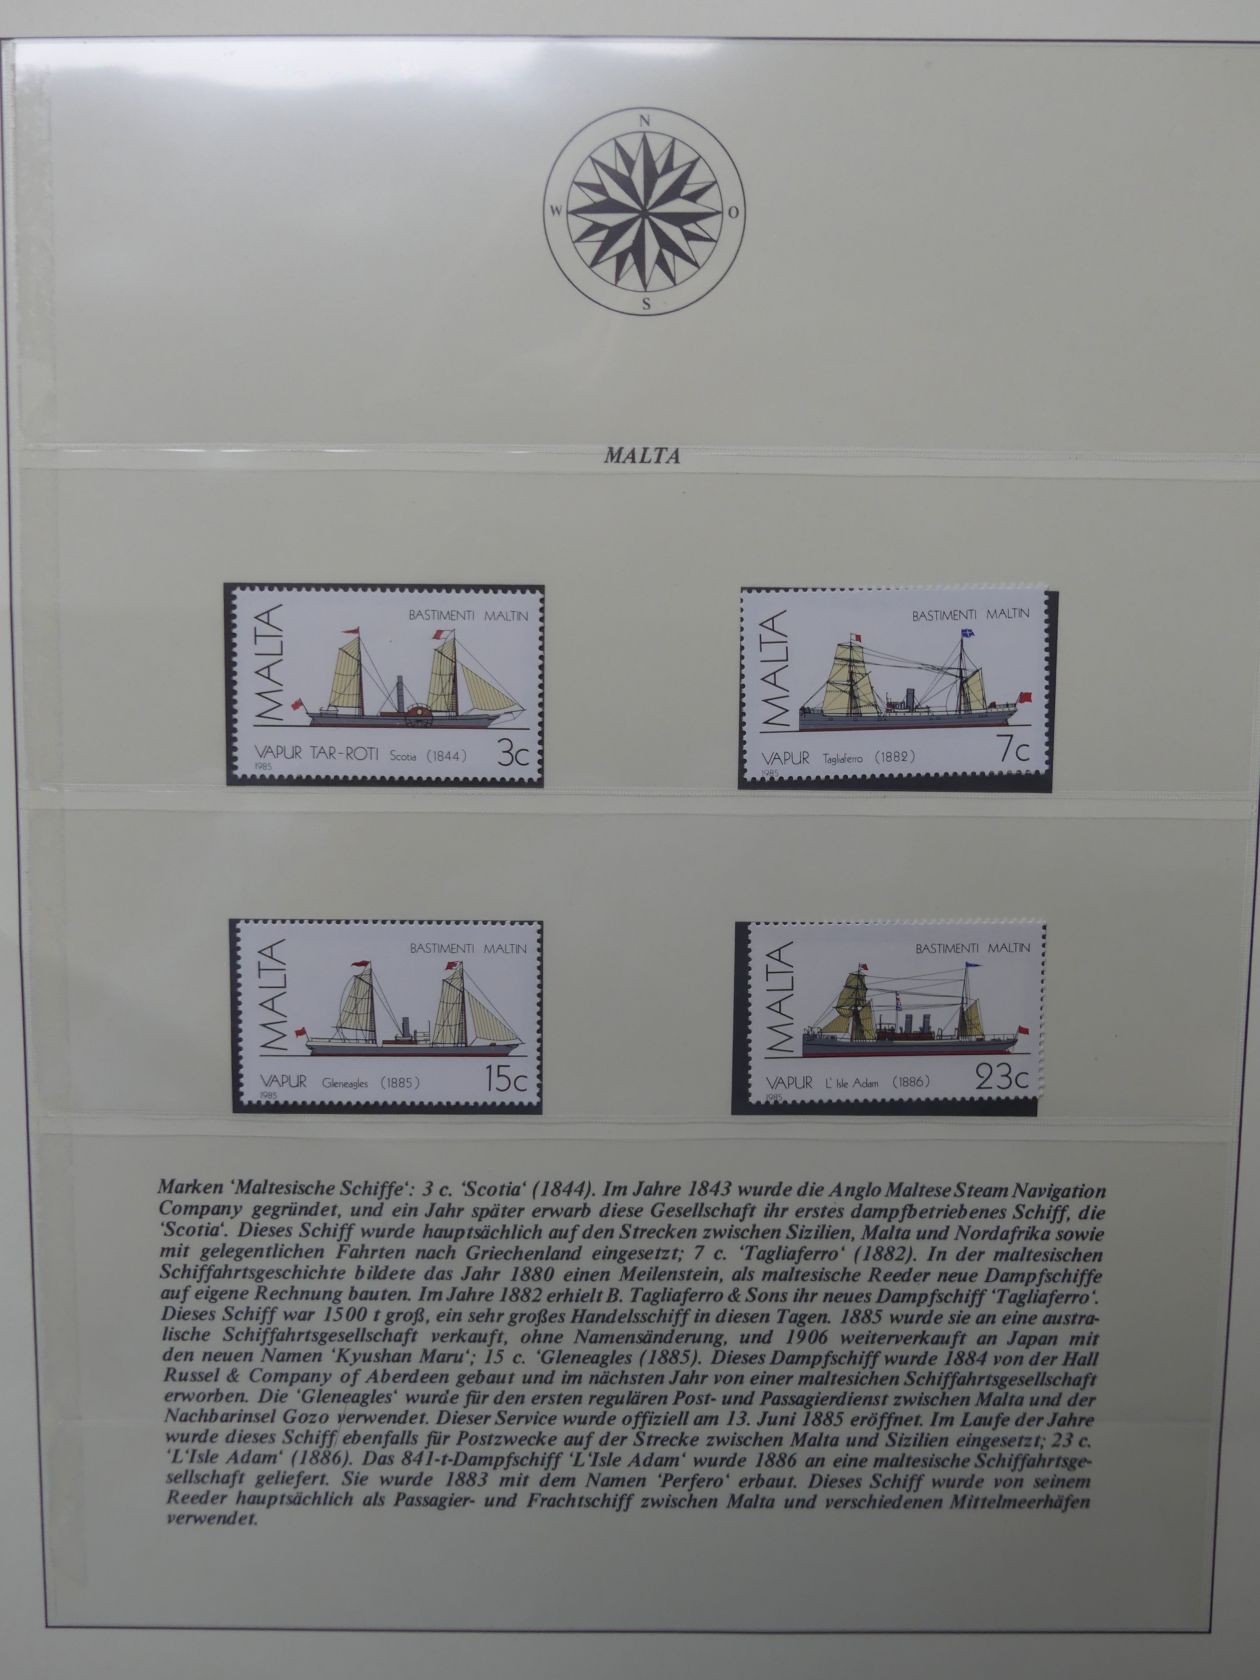 N
W O
S
MALTA
MALTA
BASTIMENTI MALTIN
VAPUR TAR-ROTI Scotia (1844) 3c
1985
MALTA
BASTIMENTI MALTIN
VAPUR Tagliaferro (1882) 7c
1985
MALTA
BASTIMENTI MALTIN
VAPUR Gleneagles (1885) 15c
1985
MALTA
BASTIMENTI MALTIN
VAPUR L'Isle Adam (1886) 23c
1985
Marken ‘Maltesische Schiffe‘: 3 c. ‘Scotia‘ (1844). Im Jahre 1843 wurde die Anglo Maltese Steam Navigation
Company gegründet, und ein Jahr später erwarb diese Gesellschaft ihr erstes dampfbetriebenes Schiff, die
‘Scotia‘. Dieses Schiff wurde hauptsächlich auf den Strecken zwischen Sizilien, Malta und Nordafrika sowie
mit gelegentlichen Fahrten nach Griechenland eingesetzt; 7 c. ‘Tagliaferro‘ (1882). In der maltesischen
Schiffahrtsgeschichte bildete das Jahr 1880 einen Meilenstein, als maltesische Reeder neue Dampfschiffe
auf eigene Rechnung bauten. Im Jahre 1882 erhielt B. Tagliaferro & Sons ihr neues Dampfschiff ‘Tagliaferro‘.
Dieses Schiff war 1500 t groß, ein sehr großes Handelsschiff in diesen Tagen. 1885 wurde sie an eine austra-
lische Schiffahrtsgesellschaft verkauft, ohne Namensänderung, und 1906 weiterverkauft an Japan mit
den neuen Namen ‘Kyushan Maru‘; 15 c. ‘Gleneagles (1885). Dieses Dampfschiff wurde 1884 von der Hall
Russel & Company of Aberdeen gebaut und im nächsten Jahr von einer maltesichen Schiffahrtsgesellschaft
erworben. Die ‘Gleneagles‘ wurde für den ersten regulären Post- und Passagierdienst zwischen Malta und der
Nachbarinsel Gozo verwendet. Dieser Service wurde offiziell am 13. Juni 1885 eröffnet. Im Laufe der Jahre
wurde dieses Schiff ebenfalls für Postzwecke auf der Strecke zwischen Malta und Sizilien eingesetzt; 23 c.
‘L‘Isle Adam‘ (1886). Das 841-t-Dampfschiff ‘L‘Isle Adam‘ wurde 1886 an eine maltesische Schiffahrtsge-
sellschaft geliefert. Sie wurde 1883 mit dem Namen ‘Perfero‘ erbaut. Dieses Schiff wurde von seinem
Reeder hauptsächlich als Passagier- und Frachtschiff zwischen Malta und verschiedenen Mittelmeerhäfen
verwendet.